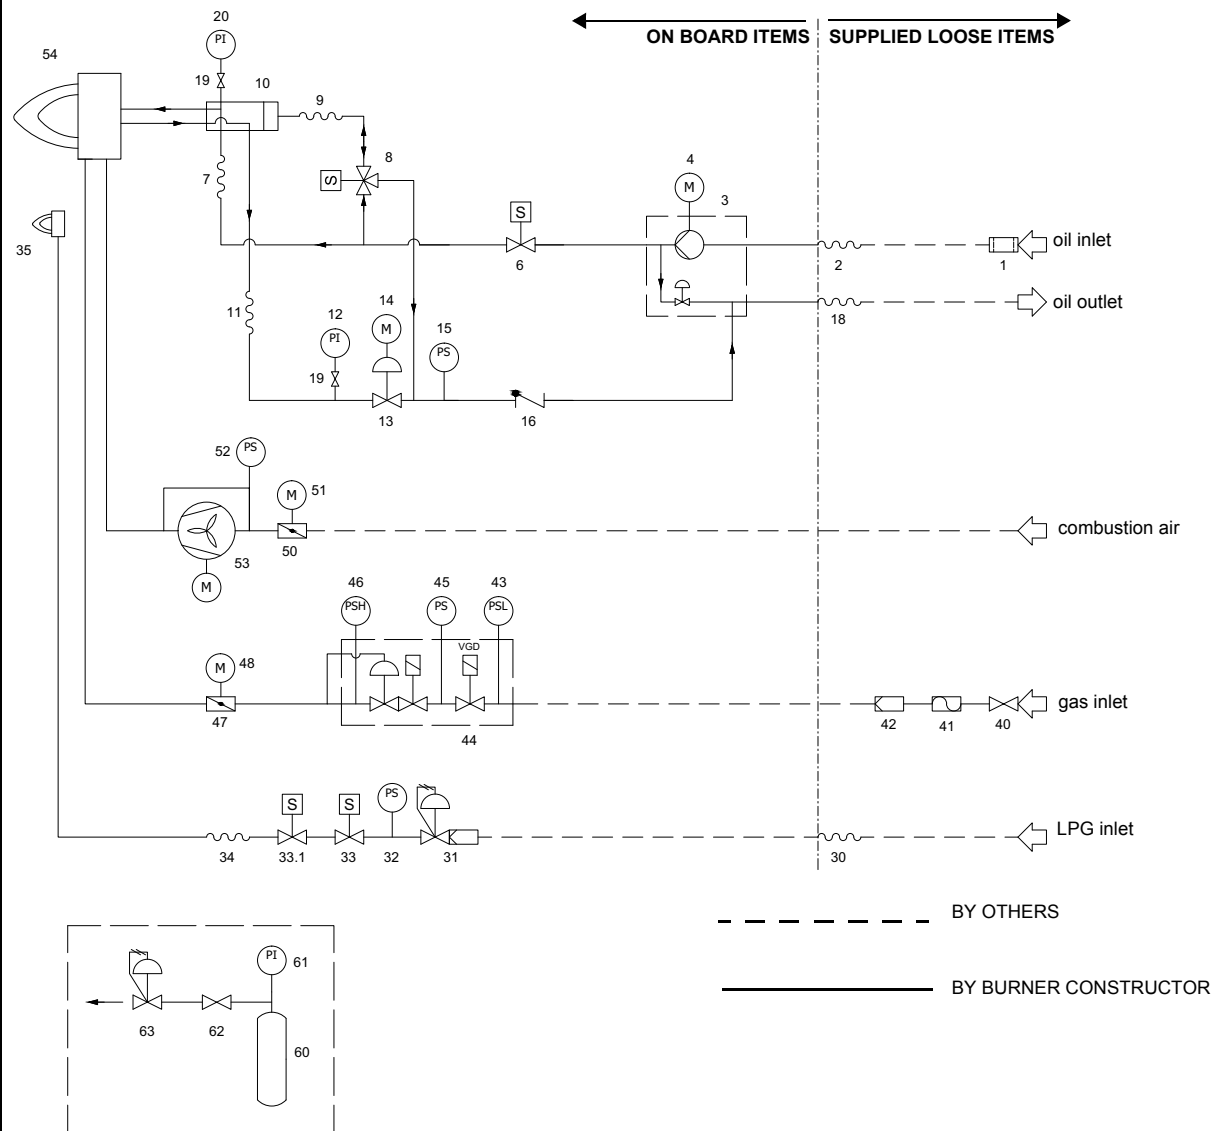 20
ON BOARD ITEMS
SUPPLIED LOOSE ITEMS
PI
54
19
10
9
8
4
7
S
M
3
S
35
oil inlet
6
2
1
oil outlet
11
12
14
15
18
PI
M
PS
19
13
16
52
PS
M
51
combustion air
53
50
M
46
45
43
PSH
PS
PSL
M
48
VGD
gas inlet
47
44
42
41
40
S
S
PS
LPG inlet
34
33.1
33
32
31
30
BY OTHERS
PI
61
BY BURNER CONSTRUCTOR
63
62
60